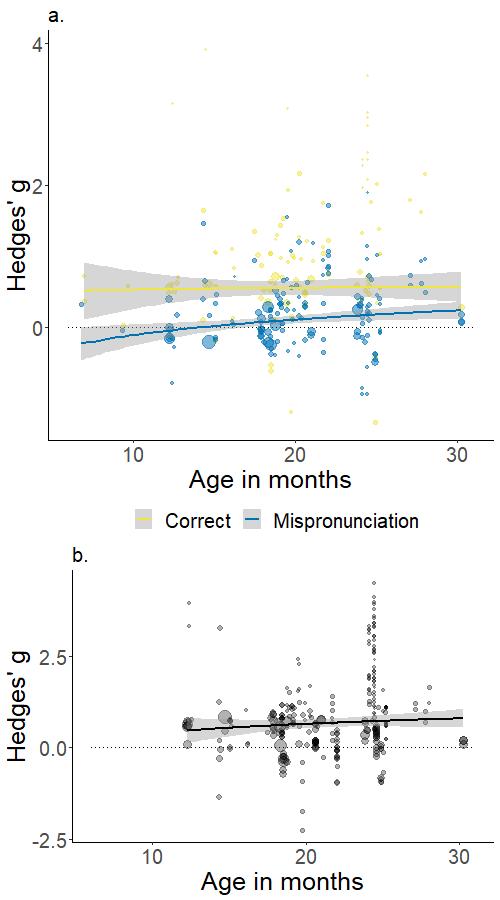 a.
4
2
0
Hedges' g
10 20 30
Age in months
Correct Mispronunciation
b.
2.5
0.0
-2.5
Hedges' g
10 20 30
Age in months